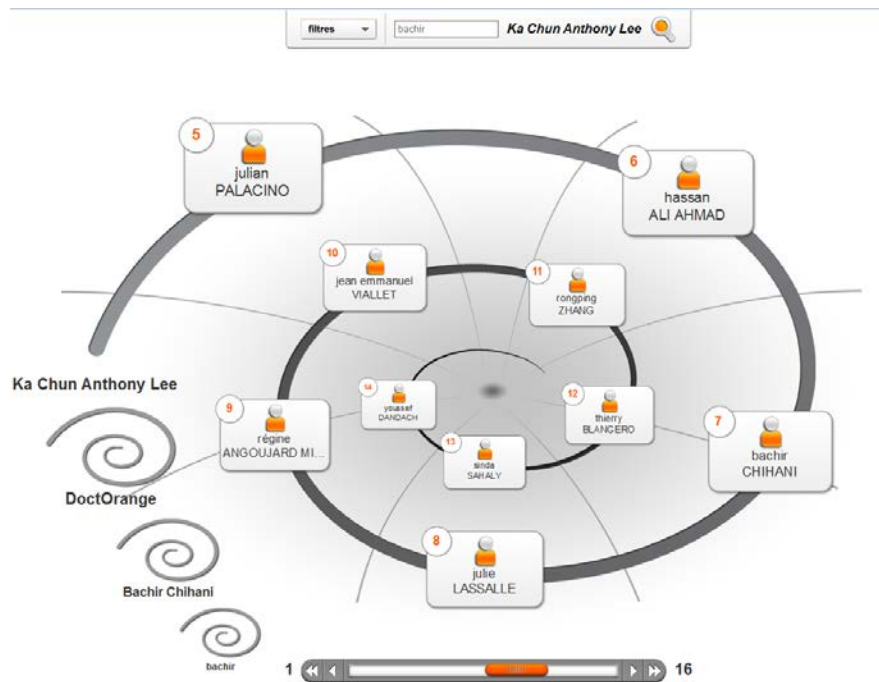 filtres
bachir
Ka Chun Anthony Lee
5
julian
PALACINO
6
hassan
ALI AHMAD
10
jean emmanuel
VIALLET
11
rongping
ZHANG
Ka Chun Anthony Lee
14
youssef
DANDACH
12
thierry
BLANCERO
9
régine
ANGOUJARD MI...
7
bachir
CHIHANI
13
sinda
SAHALY
DoctOrange
8
julie
LASSALLE
Bachir Chihani
bachir
1
16